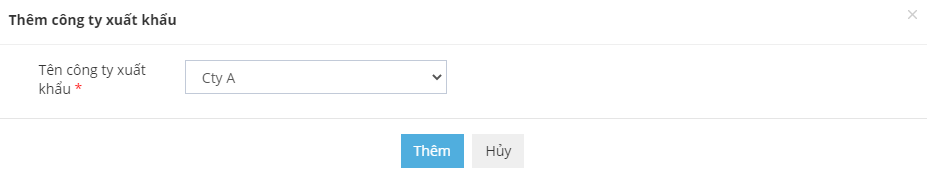 Thêm công ty xuất khẩu
×
Tên công ty xuất
khẩu *
Cty A
Thêm
Hủy